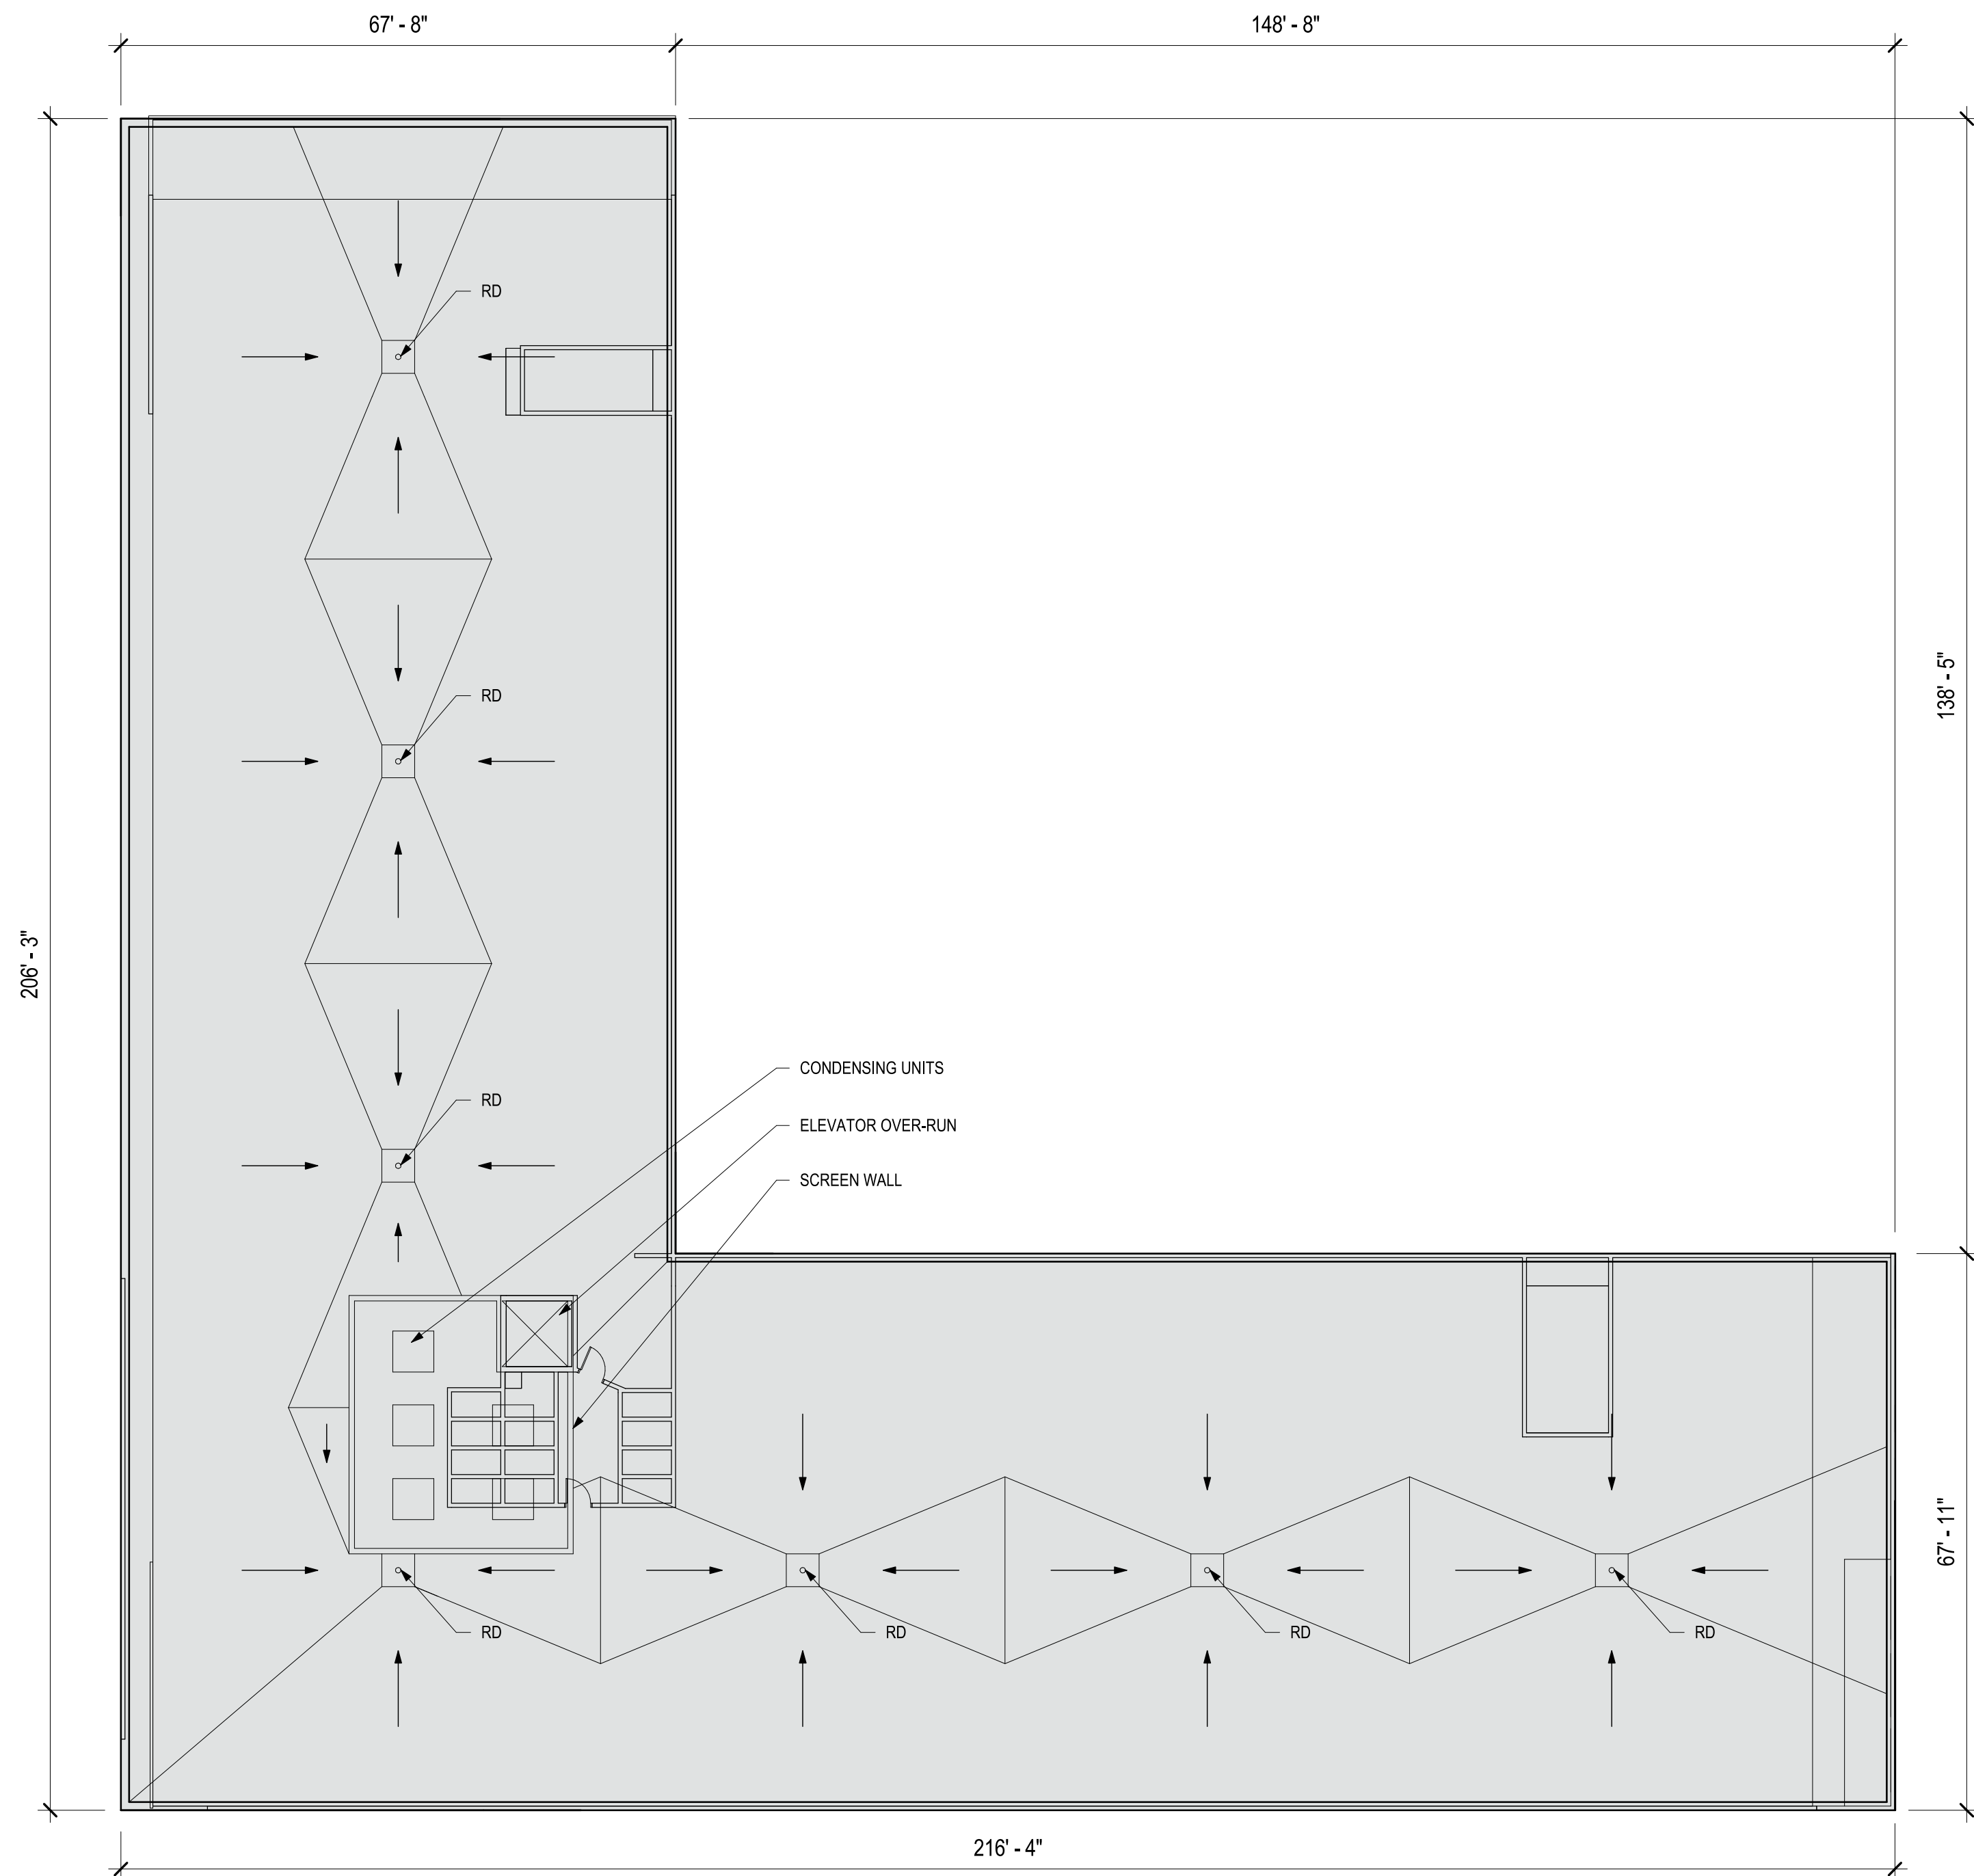 67' - 8"
148' - 8"
RD
138' - 5"
RD
206' - 3"
CONDENSING UNITS
RD
ELEVATOR OVER-RUN
SCREEN WALL
67' - 11"
RD
RD
RD
RD
216' - 4"